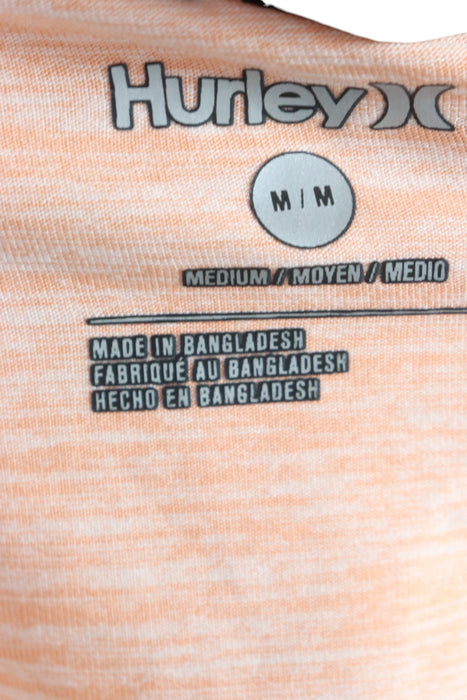 Hurley
M / M
MEDIUM / MOYEN / MEDIO
MADE IN BANGLADESH
FABRIQUÉ AU BANGLADESH
HECHO EN BANGLADESH